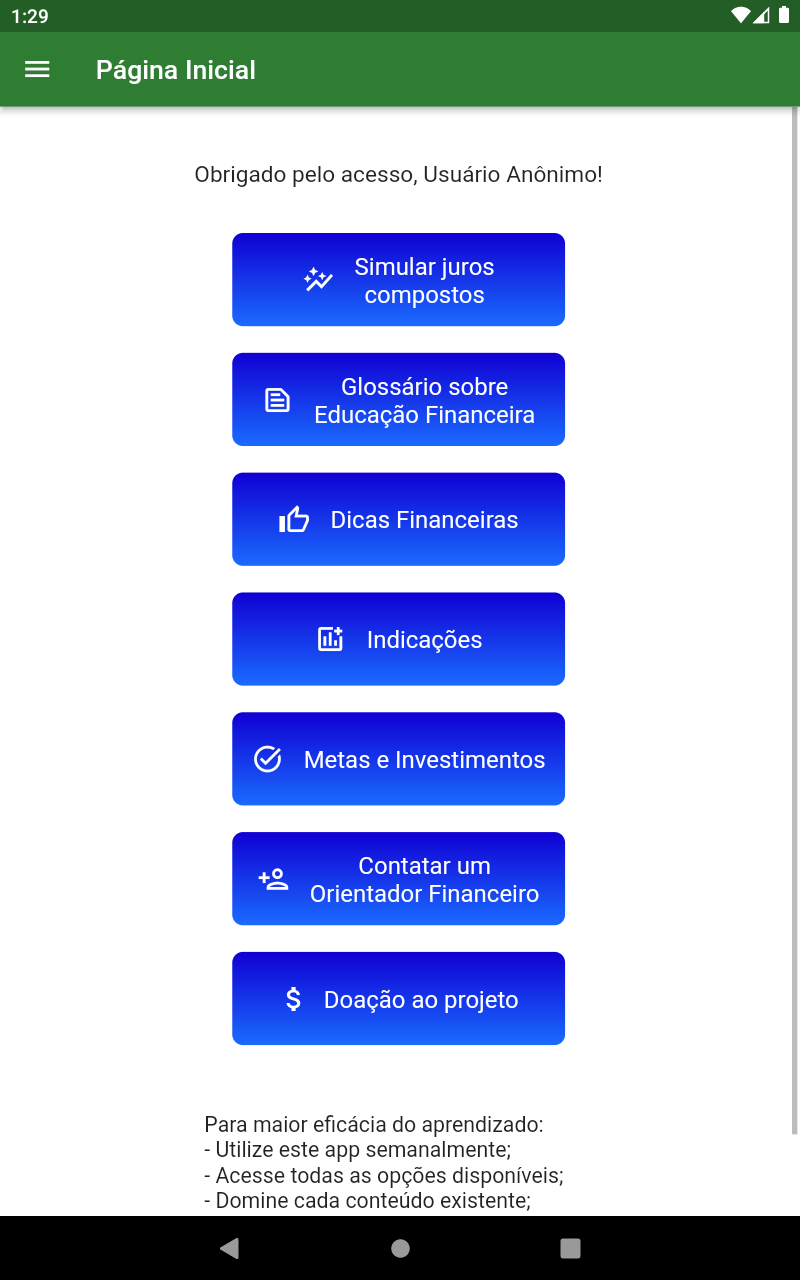 1:29
Página Inicial
Obrigado pelo acesso, Usuário Anônimo!
Simular juros
compostos
Glossário sobre
Educação Financeira
Dicas Financeiras
Indicações
Metas e Investimentos
Contatar um
Orientador Financeiro
Doação ao projeto
Para maior eficácia do aprendizado:
- Utilize este app semanalmente;
- Acesse todas as opções disponíveis;
- Domine cada conteúdo existente;